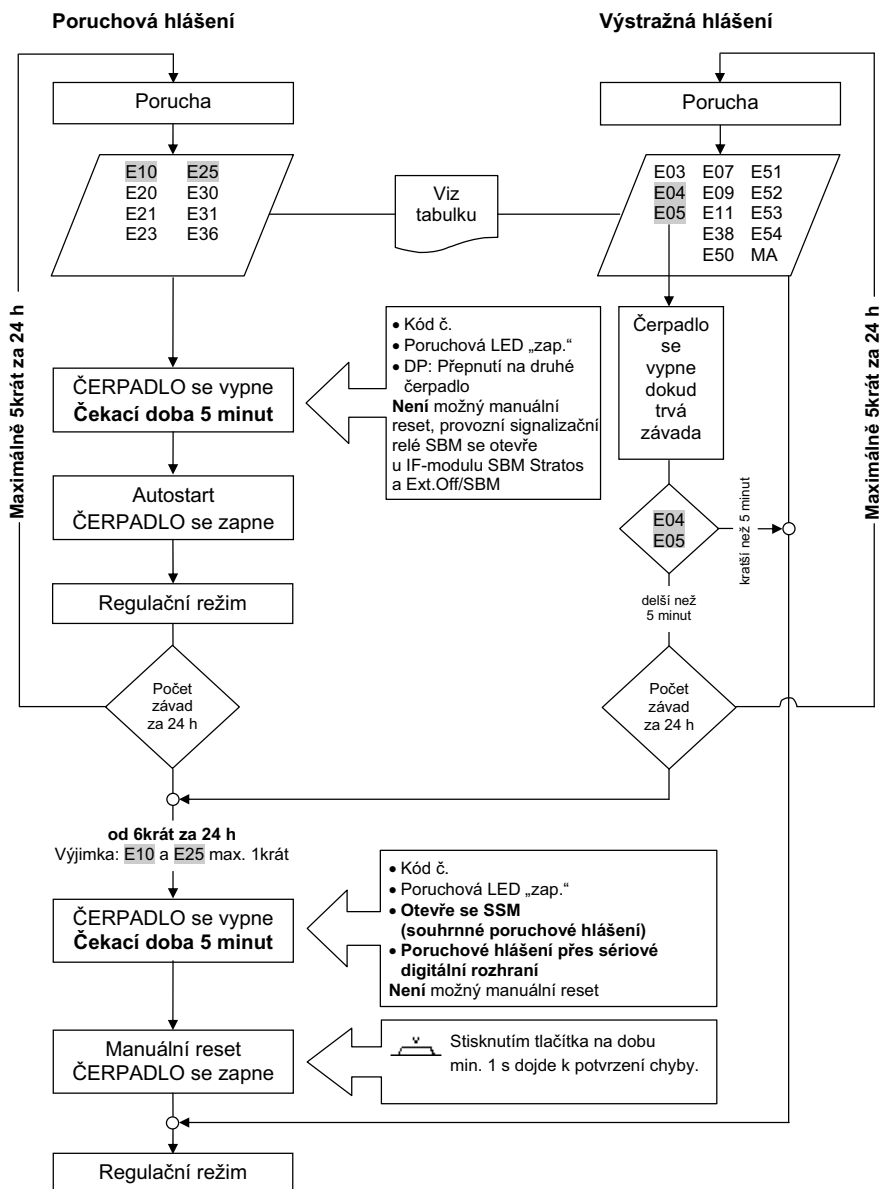 Poruchová hlášení
Výstražná hlášení
Porucha
Porucha
E10 E25
E20 E30
E21 E31
E23 E36
Viz
tabulku
E03 E07 E51
E04 E09 E52
E05 E11 E53
E38 E54
E50 MA
Maximálně 5krát za 24 h
• Kód č.
• Poruchová LED „zap.“
• DP: Přepnutí na druhé
čerpadlo
Není možný manuální
reset, provozní signalizační
relé SBM se otevře
u IF-modulu SBM Stratos
a Ext.Off/SBM
Čerpadlo
se
vypne
dokud
trvá
závada
Maximálně 5krát za 24 h
ČERPADLO se vypne
Čekací doba 5 minut
Autostart
ČERPADLO se zapne
E04
E05
kratší než 5 minut
Regulační režim
delší než
5 minut
Počet
závad
za 24 h
Počet
závad
za 24 h
od 6krát za 24 h
Výjimka: E10 a E25 max. 1krát
ČERPADLO se vypne
Čekací doba 5 minut
• Kód č.
• Poruchová LED „zap.“
• Otevře se SSM
(souhrnné poruchové hlášení)
• Poruchové hlášení přes sériové
digitální rozhraní
Není možný manuální reset
Manuální reset
ČERPADLO se zapne
Stisknutím tlačítka na dobu
min. 1 s dojde k potvrzení chyby.
Regulační režim